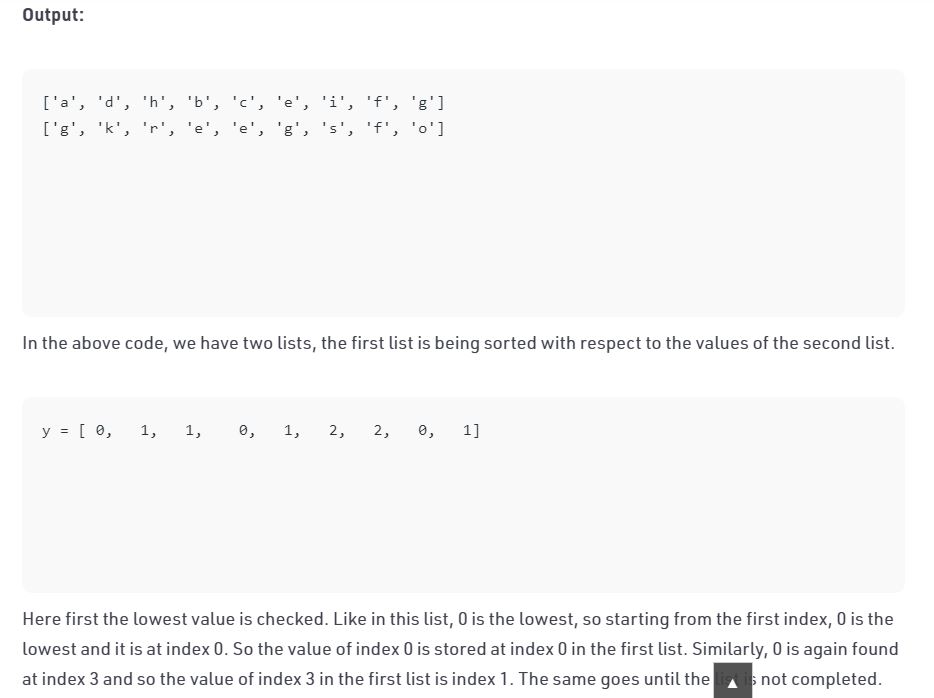 Output:
['a', 'd', 'h', 'b', 'c', 'e', 'i', 'f', 'g']
['g', 'k', 'r', 'e', 'e', 'g', 's', 'f', 'o']
In the above code, we have two lists, the first list is being sorted with respect to the values of the second list.
y = [ 0,   1,   1,    0,   1,   2,   2,   0,   1]
Here first the lowest value is checked. Like in this list, 0 is the lowest, so starting from the first index, 0 is the
lowest and it is at index 0. So the value of index 0 is stored at index 0 in the first list. Similarly, 0 is again found
at index 3 and so the value of index 3 in the first list is index 1. The same goes until the list is not completed.